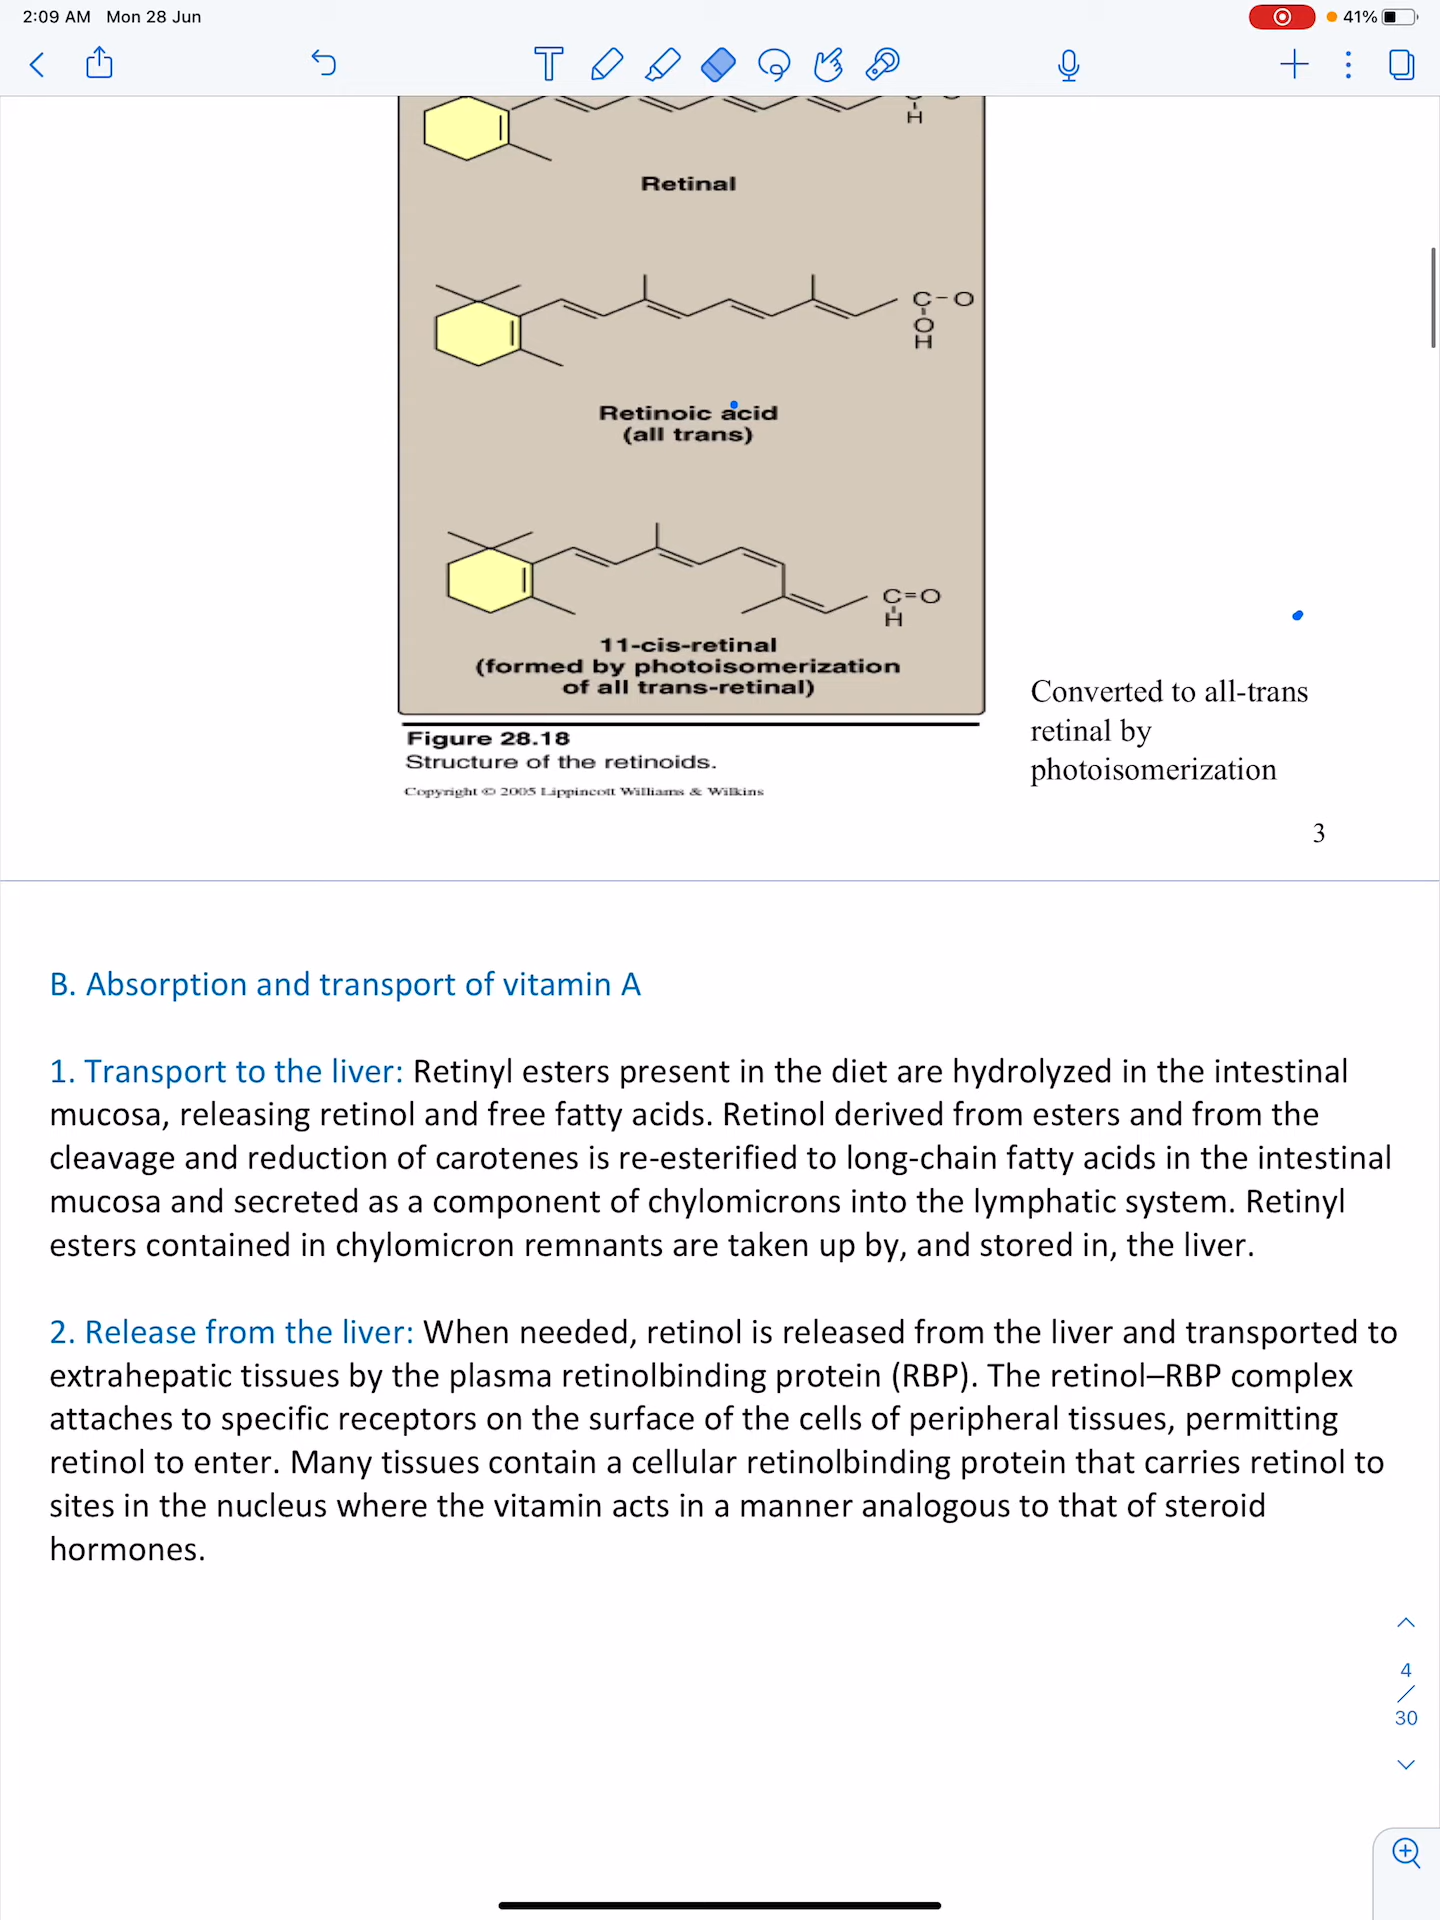 2:09 AM Mon 28 Jun
41%
H
Retinal
C-O
O
H
Retinoic acid
(all trans)
C=O
H
11-cis-retinal
(formed by photoisomerization
of all trans-retinal)
Figure 28.18
Structure of the retinoids.
Copyright © 2005 Lippincott Williams & Wilkins
Converted to all-trans
retinal by
photoisomerization
3
B. Absorption and transport of vitamin A
1. Transport to the liver: Retinyl esters present in the diet are hydrolyzed in the intestinal
mucosa, releasing retinol and free fatty acids. Retinol derived from esters and from the
cleavage and reduction of carotenes is re-esterified to long-chain fatty acids in the intestinal
mucosa and secreted as a component of chylomicrons into the lymphatic system. Retinyl
esters contained in chylomicron remnants are taken up by, and stored in, the liver.
2. Release from the liver: When needed, retinol is released from the liver and transported to
extrahepatic tissues by the plasma retinolbinding protein (RBP). The retinol–RBP complex
attaches to specific receptors on the surface of the cells of peripheral tissues, permitting
retinol to enter. Many tissues contain a cellular retinolbinding protein that carries retinol to
sites in the nucleus where the vitamin acts in a manner analogous to that of steroid
hormones.
4
/
30